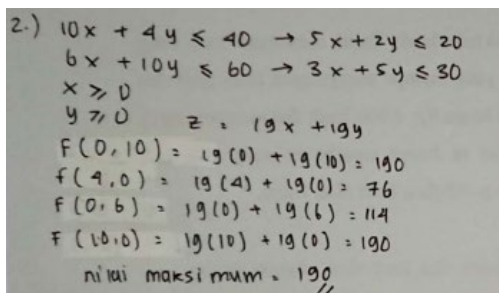 2.) 10x + 4y ≤ 40 → 5x + 2y ≤ 20
6x + 10y ≤ 60 → 3x + 5y ≤ 30
x ≥ 0
y ≥ 0 z = 19x + 19y
F(0,10) = 19(0) + 19(10) = 190
f(4,0) = 19(4) + 19(0) = 76
F(0,6) = 19(0) + 19(6) = 114
F(10,0) = 19(10) + 19(0) = 190
nilai maksimum = 190